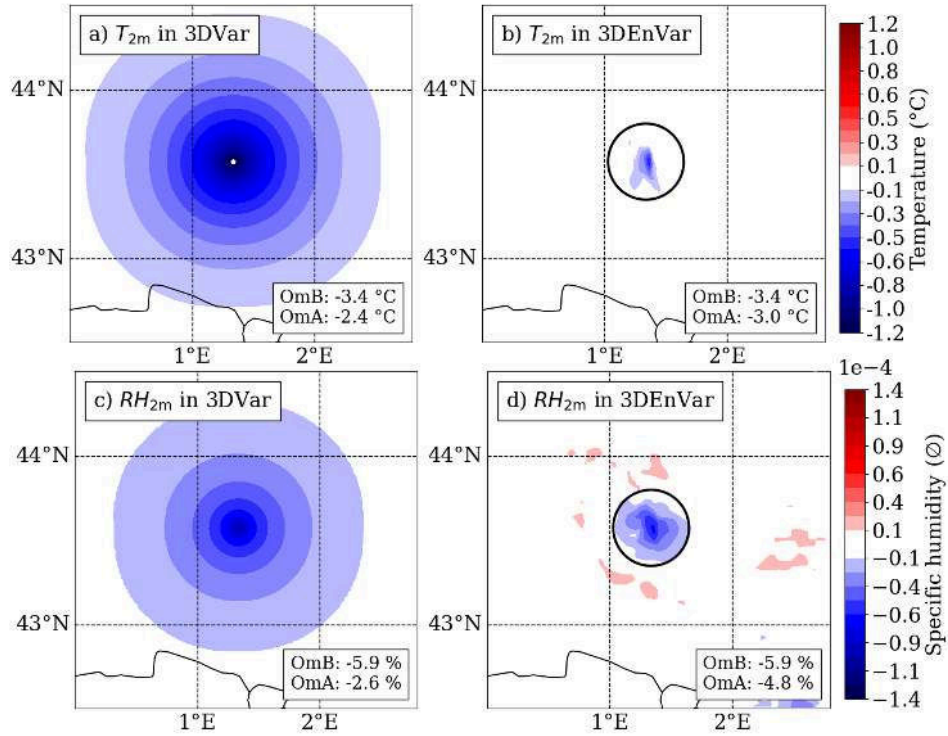 a) T2m in 3DVar
b) T2m in 3DEnVar
44°N
43°N
OmB: -3.4 °C
OmA: -2.4 °C
1°E
2°E
44°N
43°N
OmB: -3.4 °C
OmA: -3.0 °C
1°E
2°E
1.2
1.0
0.8
0.6
0.5
0.3
0.1
-0.1
-0.3
-0.5
-0.6
-0.8
-1.0
-1.2
Temperature (°C)
c) RH2m in 3DVar
d) RH2m in 3DEnVar
44°N
43°N
OmB: -5.9 %
OmA: -2.6 %
1°E
2°E
44°N
43°N
OmB: -5.9 %
OmA: -4.8 %
1°E
2°E
1e−4
1.4
1.1
0.9
0.6
0.4
0.1
-0.1
-0.4
-0.6
-0.9
-1.1
-1.4
Specific humidity (∅)